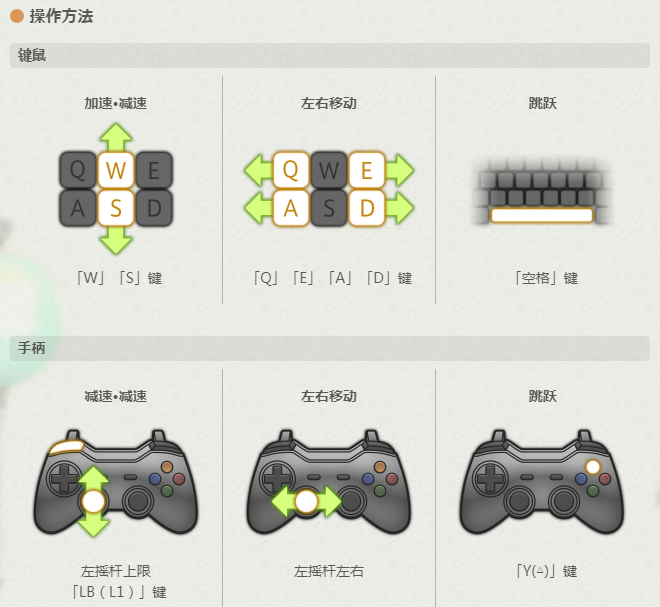 操作方法
键鼠
加速•减速
左右移动
跳跃
Q W E
A S D
Q W E
A S D
「W」「S」键
「Q」「E」「A」「D」键
「空格」键
手柄
减速•减速
左右移动
跳跃
左摇杆上限
「LB（L1）」键
左摇杆左右
「Y(△)」键